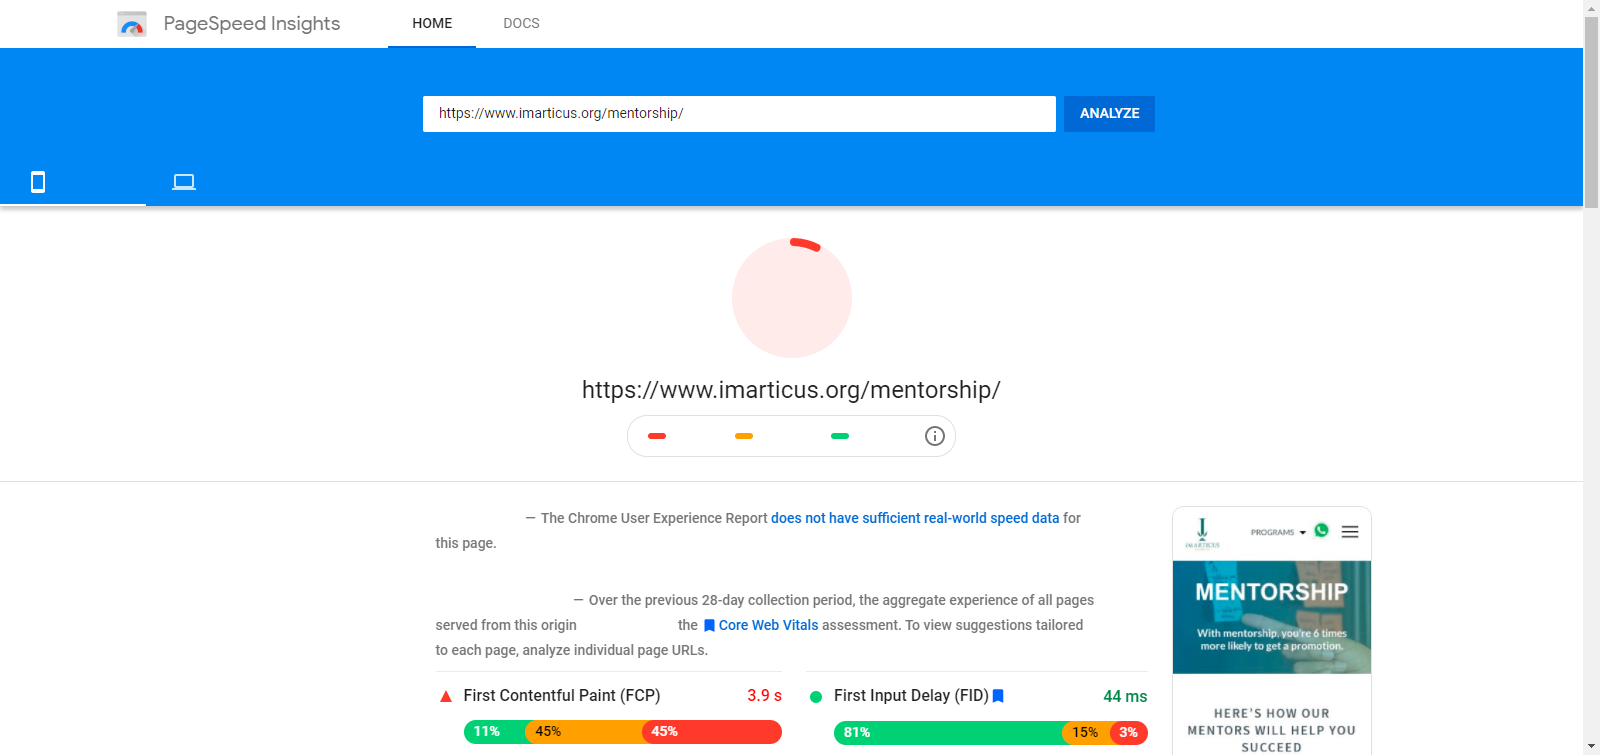 PageSpeed Insights HOME DOCS
https://www.imarticus.org/mentorship/ ANALYZE
https://www.imarticus.org/mentorship/
— The Chrome User Experience Report does not have sufficient real-world speed data for
this page.
— Over the previous 28-day collection period, the aggregate experience of all pages
served from this origin the Core Web Vitals assessment. To view suggestions tailored
to each page, analyze individual page URLs.
First Contentful Paint (FCP) 3.9 s
11% 45% 45%
First Input Delay (FID) 44 ms
81% 15% 3%
IMARTICUS
PROGRAMS
MENTORSHIP
With mentorship, you're 6 times
more likely to get a promotion.
HERE'S HOW OUR
MENTORS WILL HELP YOU
SUCCEED